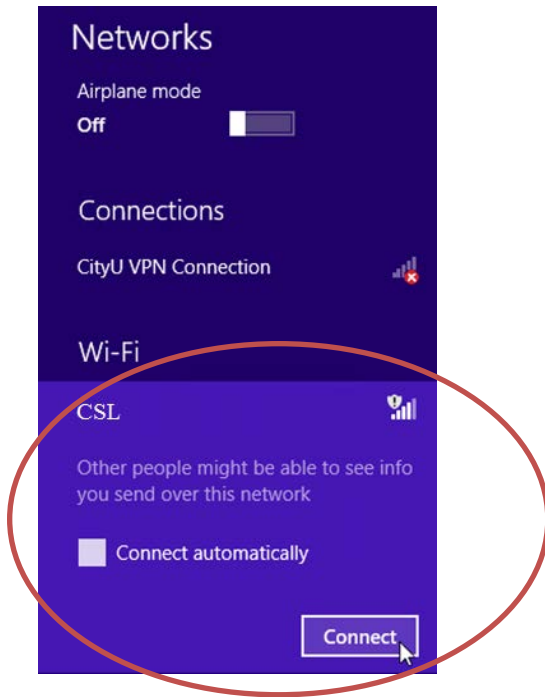 Networks
Airplane mode
Off
Connections
CityU VPN Connection
Wi-Fi
CSL
Other people might be able to see info
you send over this network
Connect automatically
Connect